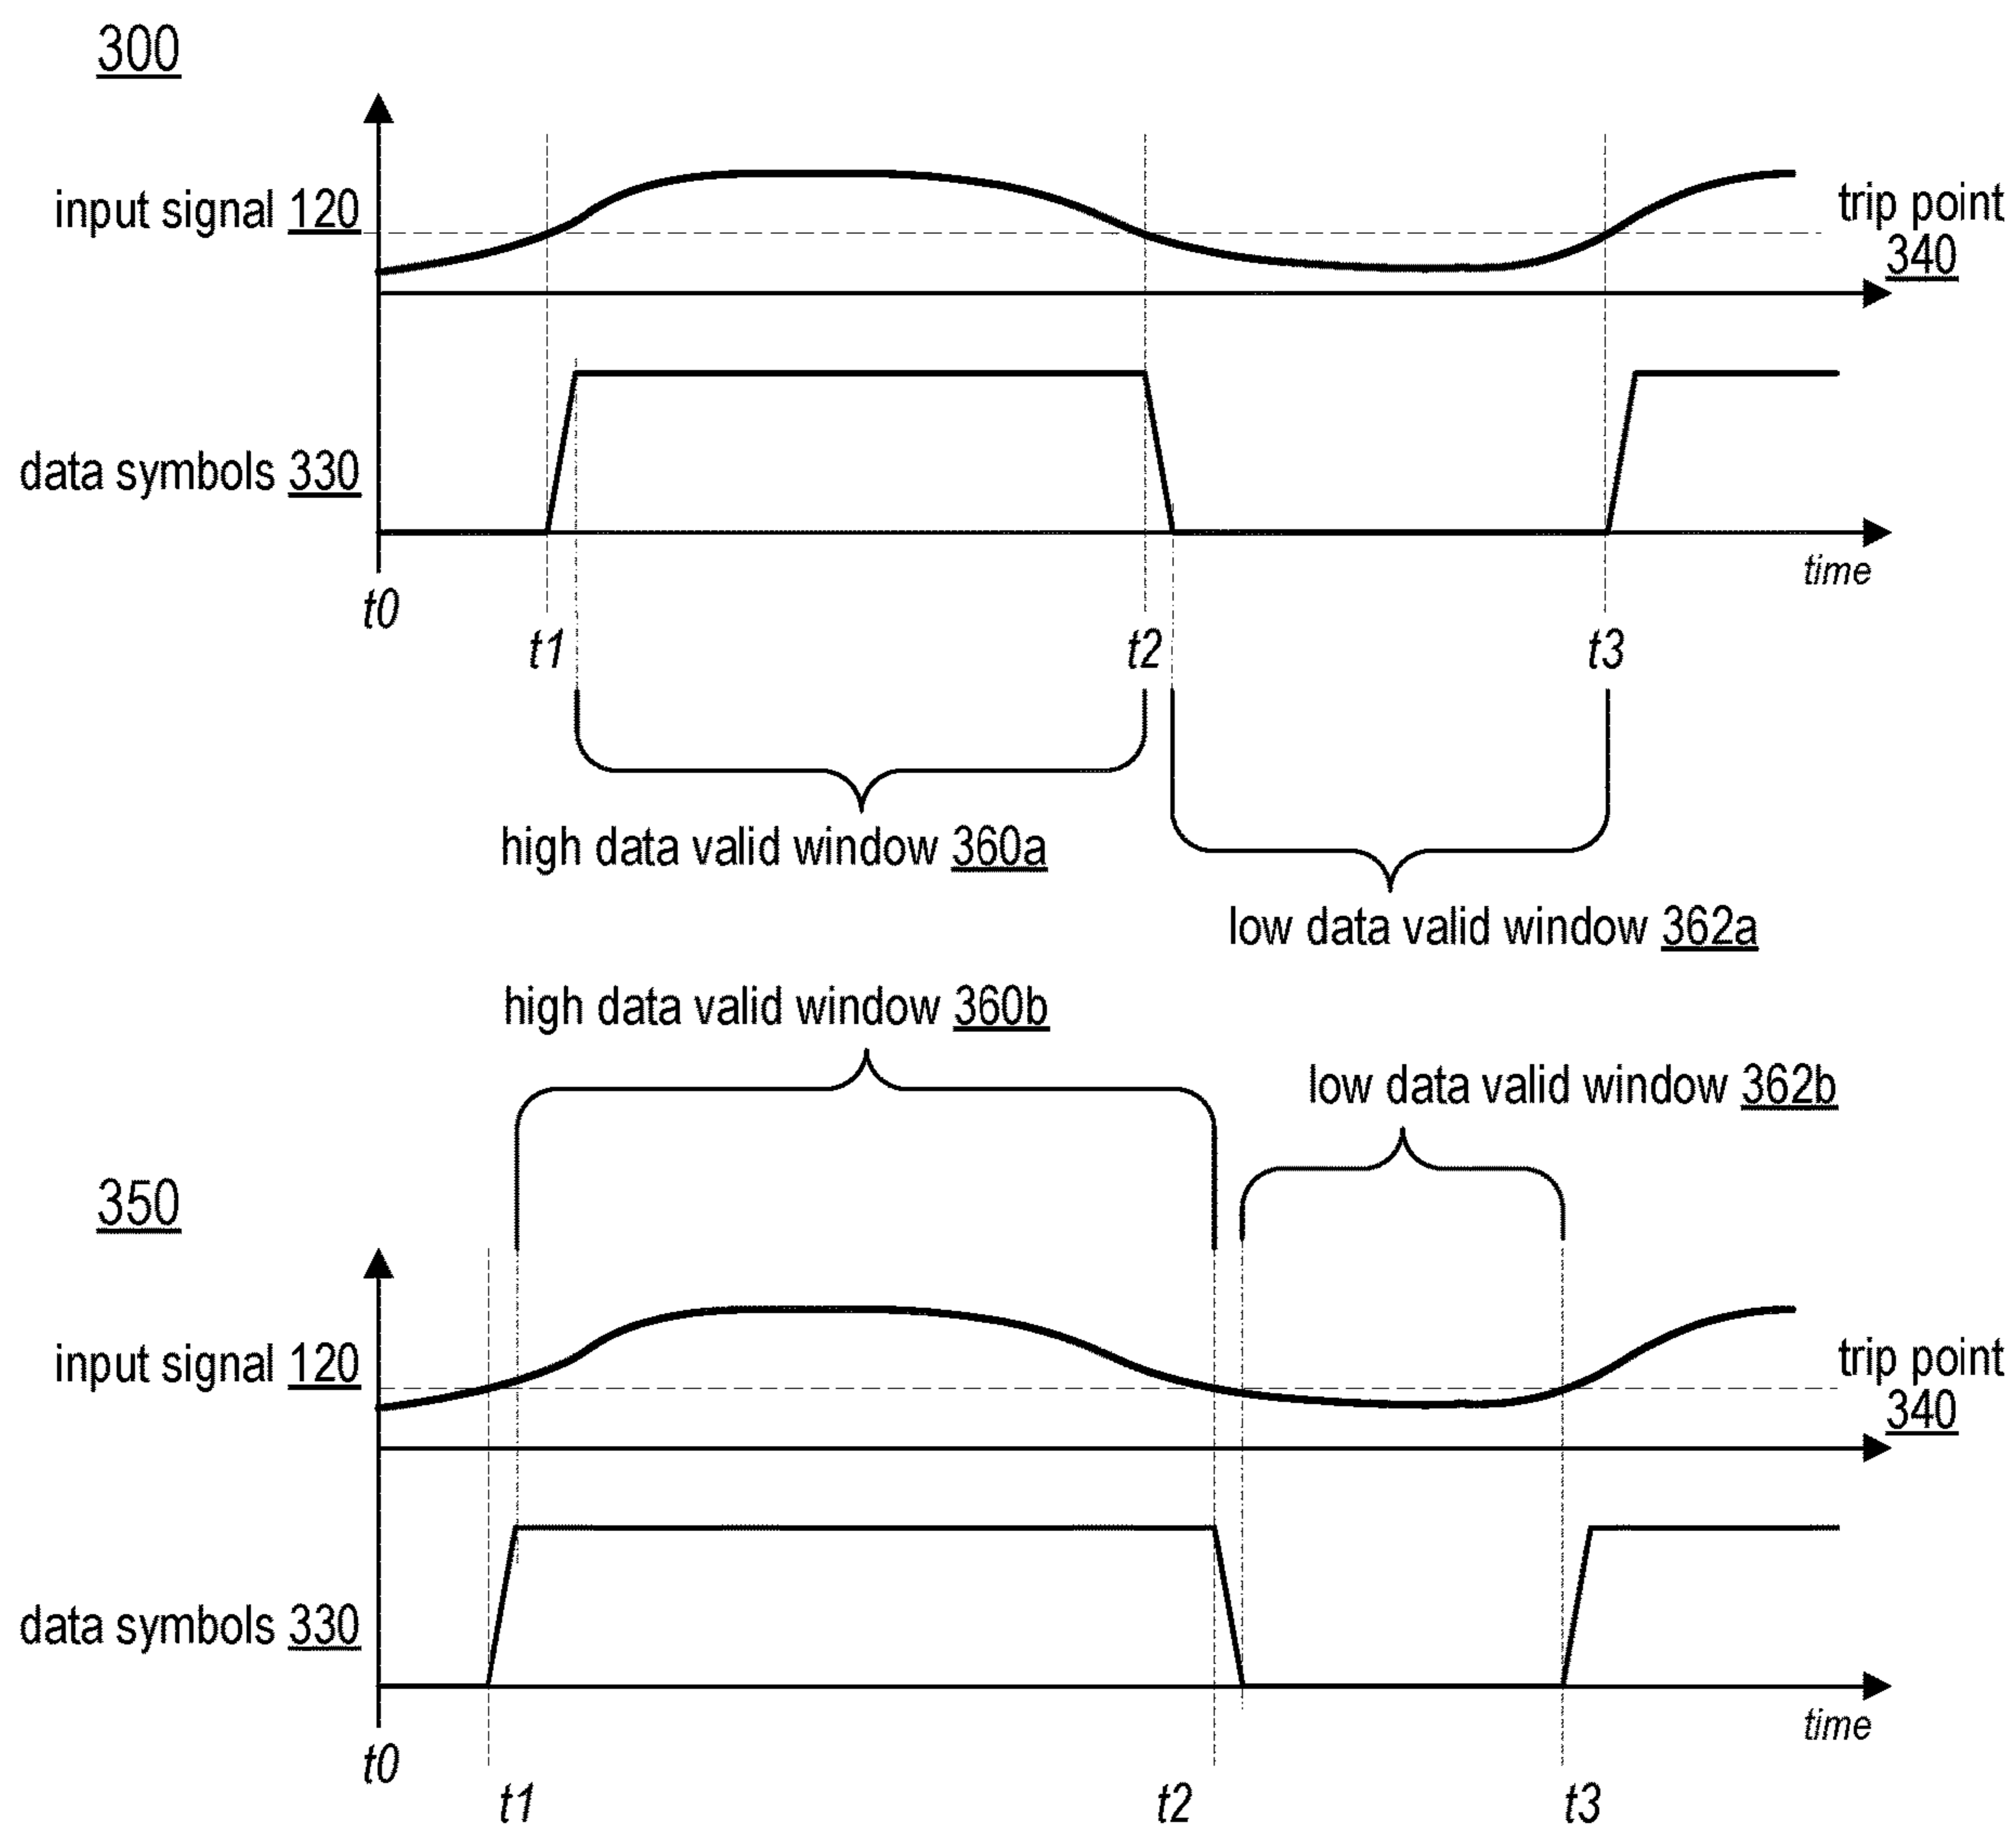 300
input signal 120
trip point
340
data symbols 330
time
t0
t1
t2
t3
high data valid window 360a
low data valid window 362a
high data valid window 360b
low data valid window 362b
350
input signal 120
trip point
340
data symbols 330
time
t0
t1
t2
t3